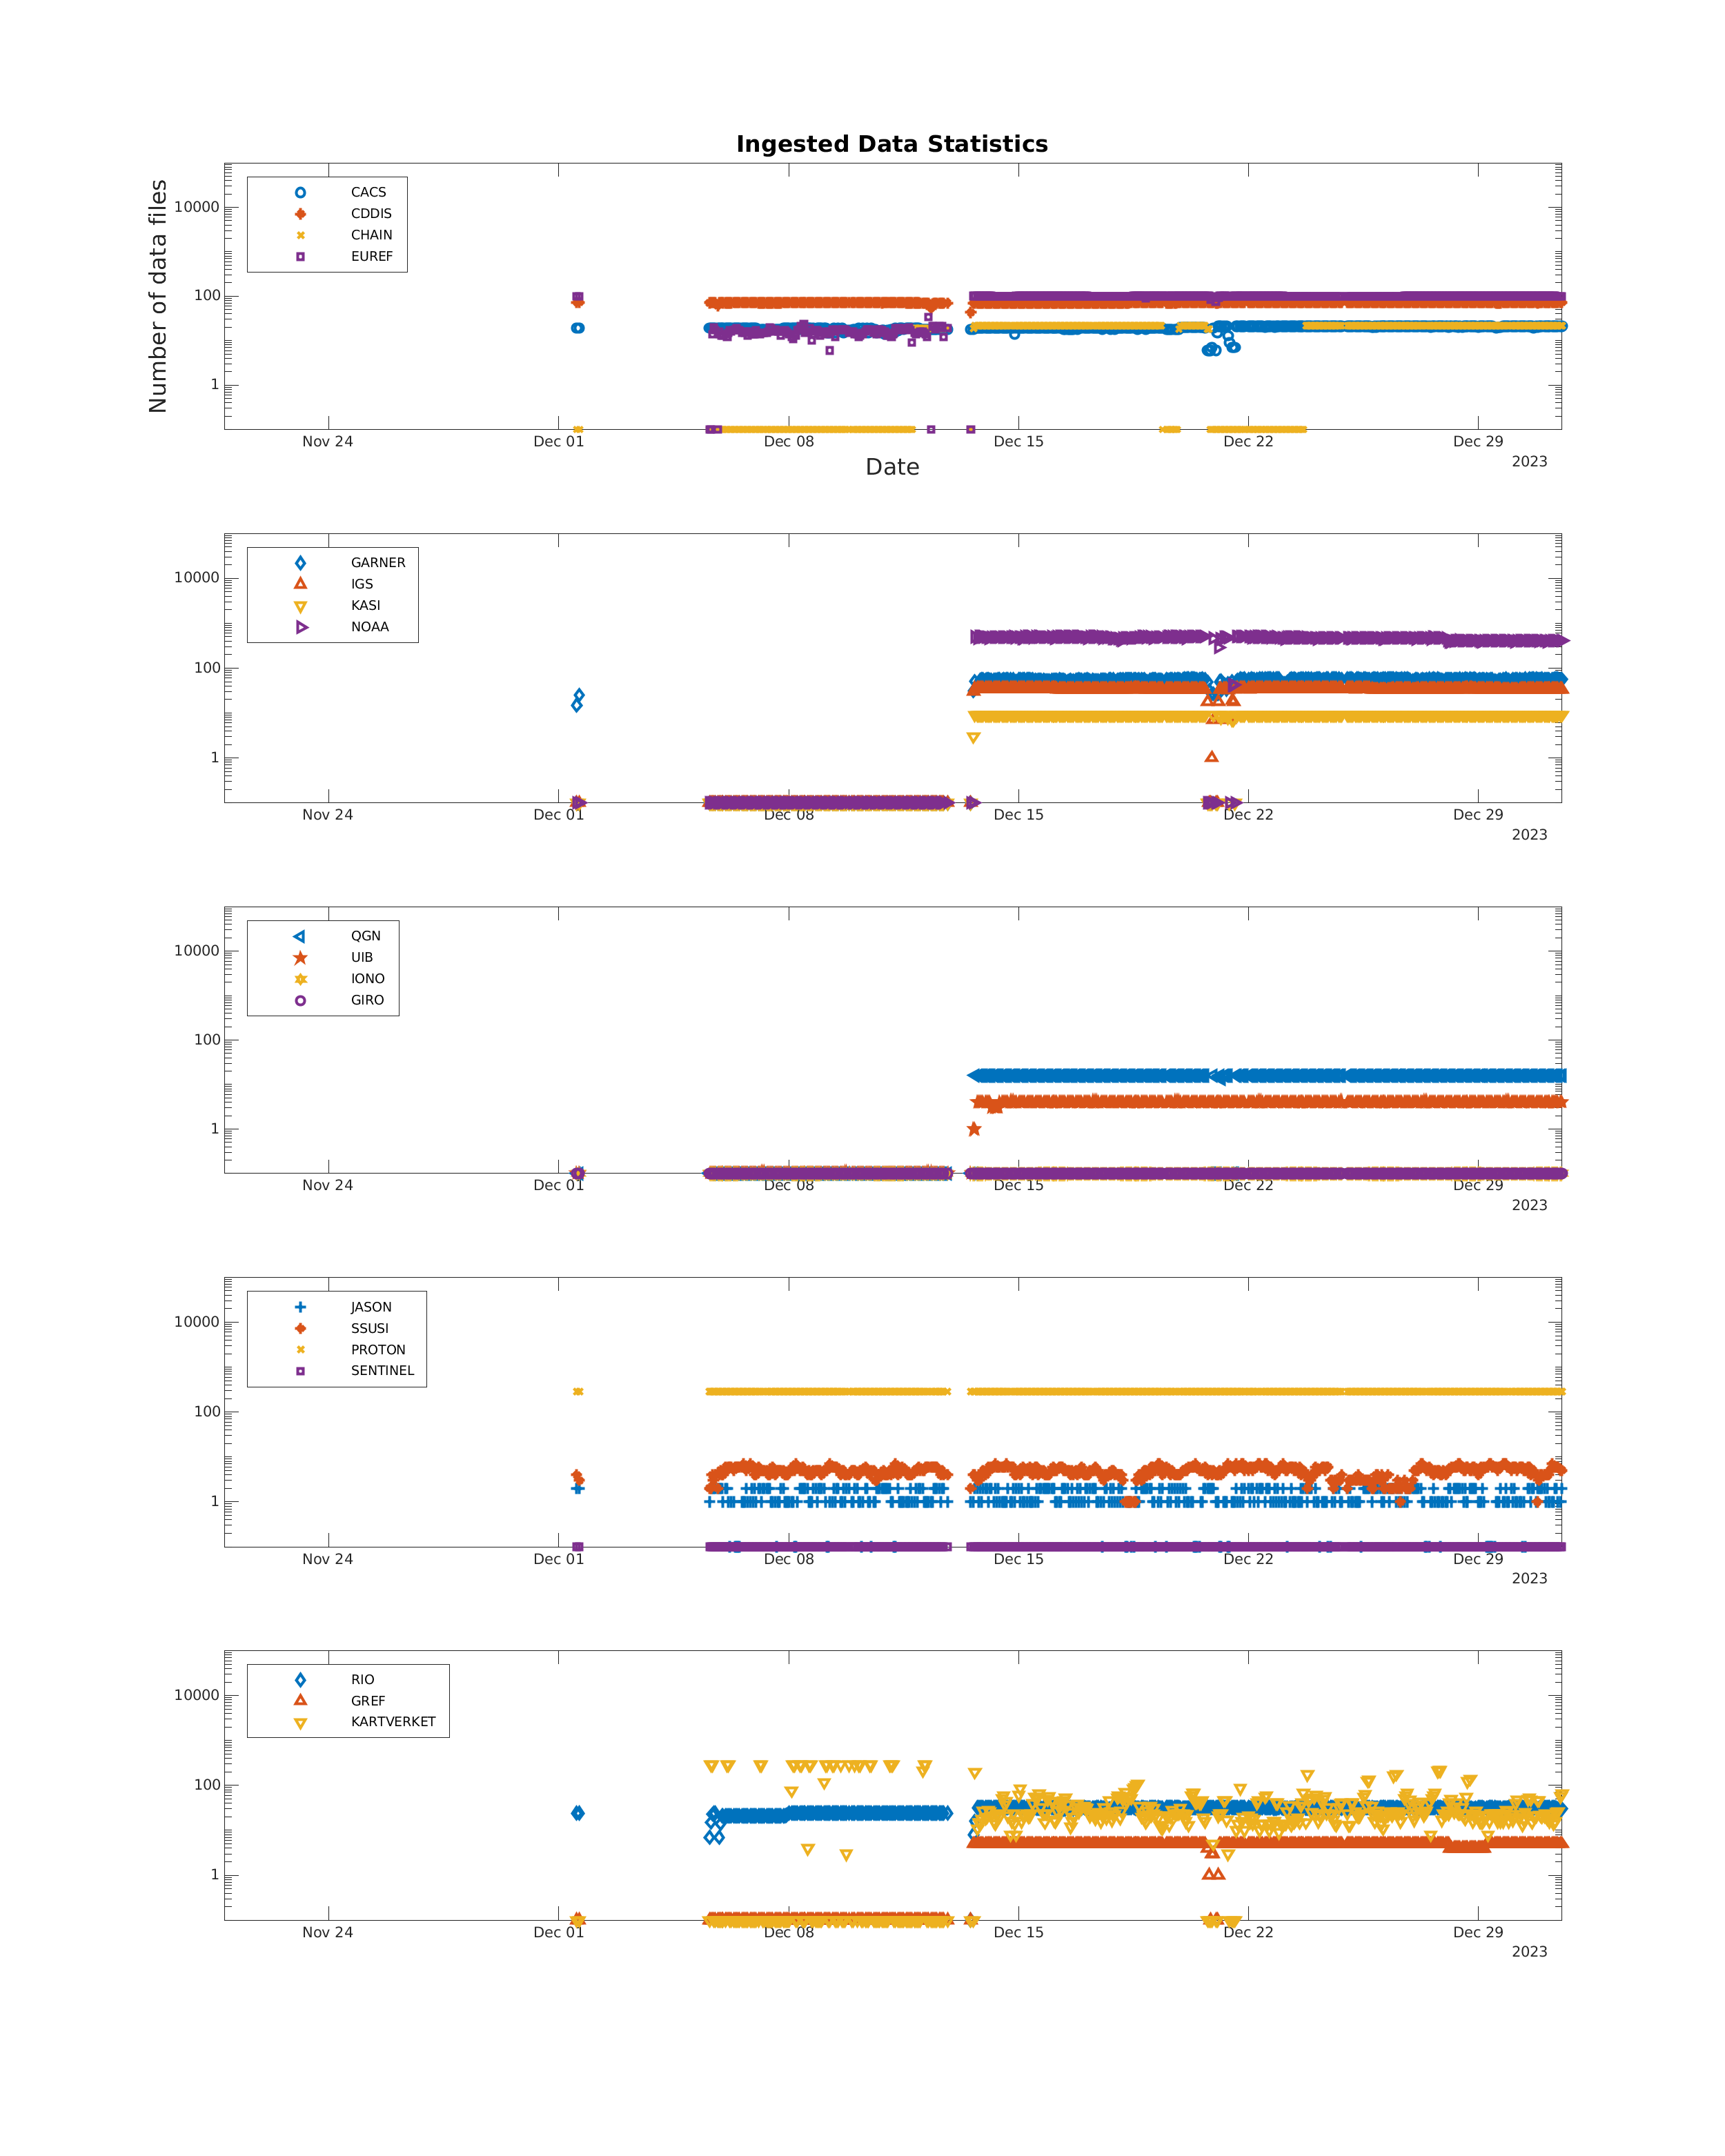 Ingested Data Statistics
Number of data files
10000
100
1
CACS
CDDIS
CHAIN
EUREF
Nov 24 Dec 01 Dec 08 Dec 15 Dec 22 Dec 29
2023
Date
10000
100
1
GARNER
IGS
KASI
NOAA
Nov 24 Dec 01 Dec 08 Dec 15 Dec 22 Dec 29
2023
10000
100
1
QGN
UIB
IONO
GIRO
Nov 24 Dec 01 Dec 08 Dec 15 Dec 22 Dec 29
2023
10000
100
1
JASON
SSUSI
PROTON
SENTINEL
Nov 24 Dec 01 Dec 08 Dec 15 Dec 22 Dec 29
2023
10000
100
1
RIO
GREF
KARTVERKET
Nov 24 Dec 01 Dec 08 Dec 15 Dec 22 Dec 29
2023